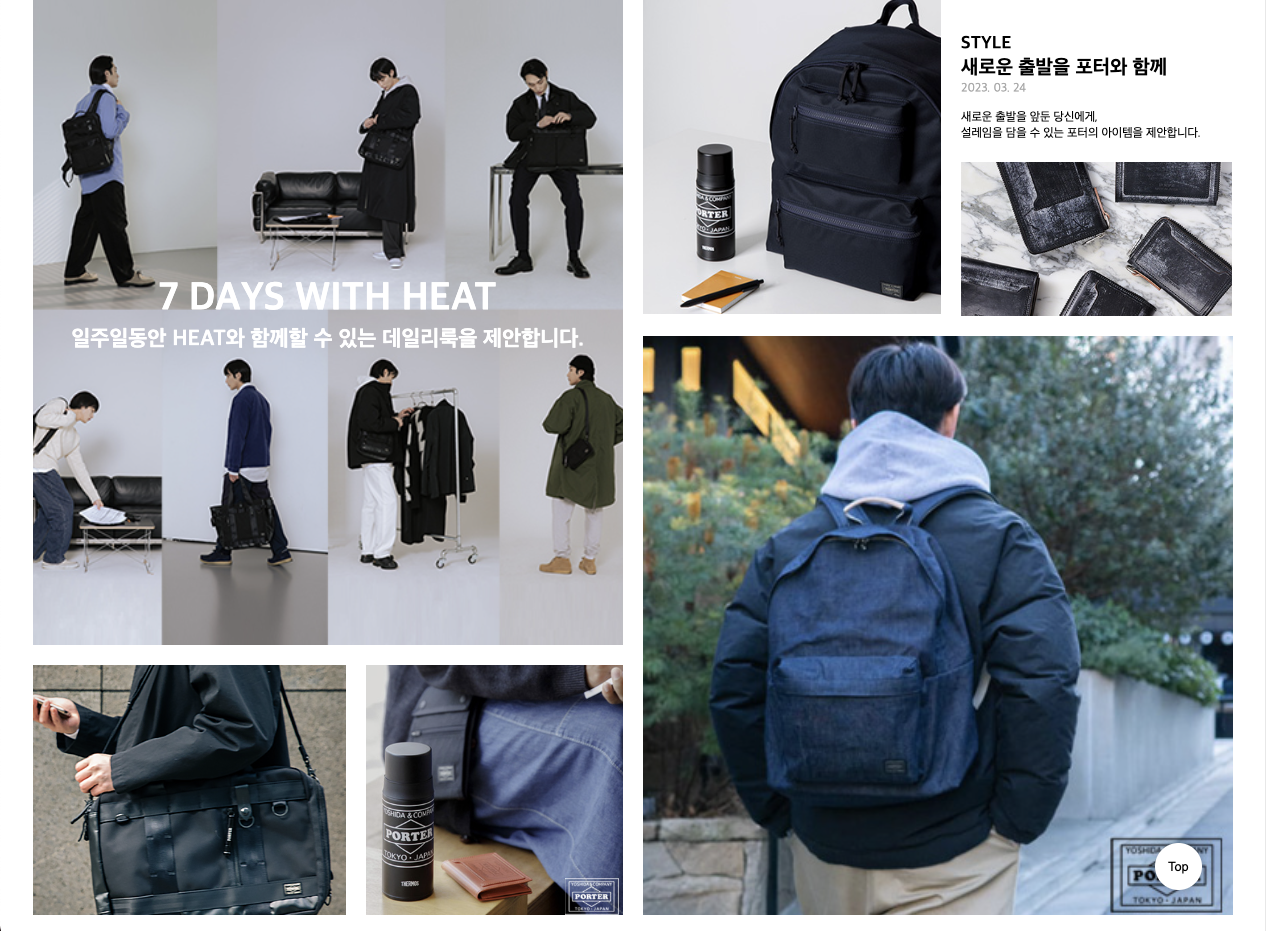 7 DAYS WITH HEAT
일주일동안 HEAT와 함께할 수 있는 데일리룩을 제안합니다.
STYLE
새로운 출발을 포터와 함께
2023. 03. 24
새로운 출발을 앞둔 당신에게,
설레임을 담을 수 있는 포터의 아이템을 제안합니다.
PORTER
TOKYO • JAPAN
YOSHIDA & COMPANY
PORTER
TOKYO • JAPAN
THERMOS
YOSHIDA & COMPANY
PORTER
TOKYO • JAPAN
YOSHIDA
PO
TOKYO • JAPAN
Top